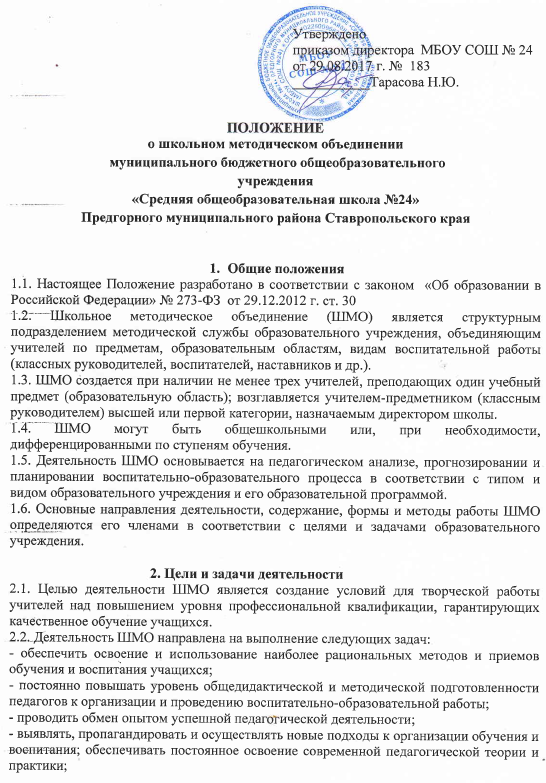 Утверждено
приказом директора МБОУ СОШ № 24
от 29.08.2017 г. № 183
Тарасова Н.Ю.
МБОУ
СОШ
ПОЛОЖЕНИЕ
о школьном методическом объединении
муниципального бюджетного общеобразовательного
учреждения
«Средняя общеобразовательная школа №24»
Предгорного муниципального района Ставропольского края
1. Общие положения
1.1. Настоящее Положение разработано в соответствии с законом «Об образовании в
Российской Федерации» № 273-ФЗ от 29.12.2012 г. ст. 30
1.2. Школьное методическое объединение (ШМО) является структурным
подразделением методической службы образовательного учреждения, объединяющим
учителей по предметам, образовательным областям, видам воспитательной работы
(классных руководителей, воспитателей, наставников и др.).
1.3. ШМО создается при наличии не менее трех учителей, преподающих один учебный
предмет (образовательную область); возглавляется учителем-предметником (классным
руководителем) высшей или первой категории, назначаемым директором школы.
1.4. ШМО могут быть общешкольными или, при необходимости,
дифференцированными по ступеням обучения.
1.5. Деятельность ШМО основывается на педагогическом анализе, прогнозировании и
планировании воспитательно-образовательного процесса в соответствии с типом и
видом образовательного учреждения и его образовательной программой.
1.6. Основные направления деятельности, содержание, формы и методы работы ШМО
определяются его членами в соответствии с целями и задачами образовательного
учреждения.
2. Цели и задачи деятельности
2.1. Целью деятельности ШМО является создание условий для творческой работы
учителей над повышением уровня профессиональной квалификации, гарантирующих
качественное обучение учащихся.
2.2. Деятельность ШМО направлена на выполнение следующих задач:
- обеспечить освоение и использование наиболее рациональных методов и приемов
обучения и воспитания учащихся;
- постоянно повышать уровень общедидактической и методической подготовленности
педагогов к организации и проведению воспитательно-образовательной работы;
- проводить обмен опытом успешной педагогической деятельности;
- выявлять, пропагандировать и осуществлять новые подходы к организации обучения и
воспитания; обеспечивать постоянное освоение современной педагогической теории и
практики;